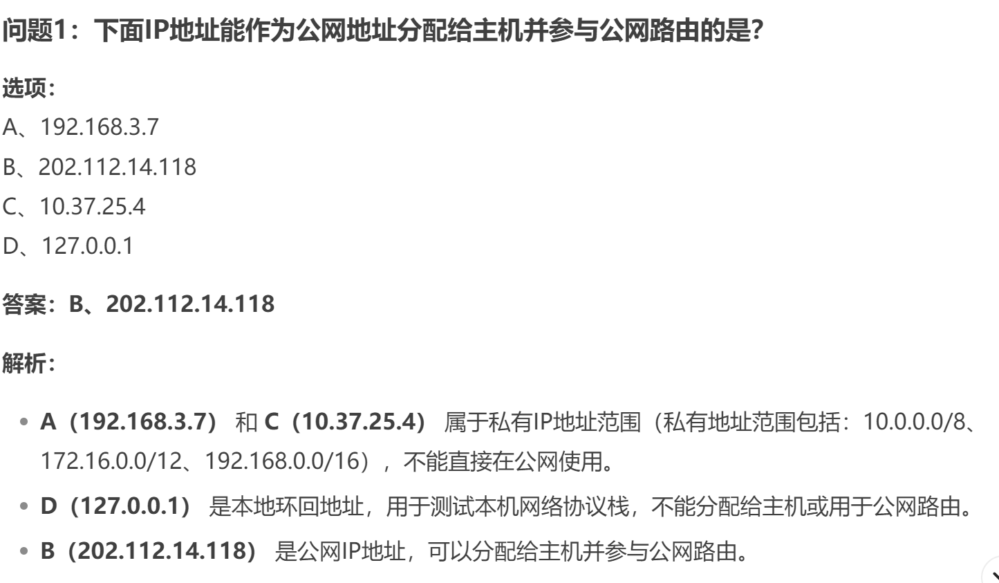 问题1：下面IP地址能作为公网地址分配给主机并参与公网路由的是？
选项：
A、192.168.3.7
B、202.112.14.118
C、10.37.25.4
D、127.0.0.1
答案：B、202.112.14.118
解析：
• A（192.168.3.7） 和 C（10.37.25.4） 属于私有IP地址范围（私有地址范围包括：10.0.0.0/8、
172.16.0.0/12、192.168.0.0/16），不能直接在公网使用。
• D（127.0.0.1） 是本地环回地址，用于测试本机网络协议栈，不能分配给主机或用于公网路由。
• B（202.112.14.118） 是公网IP地址，可以分配给主机并参与公网路由。